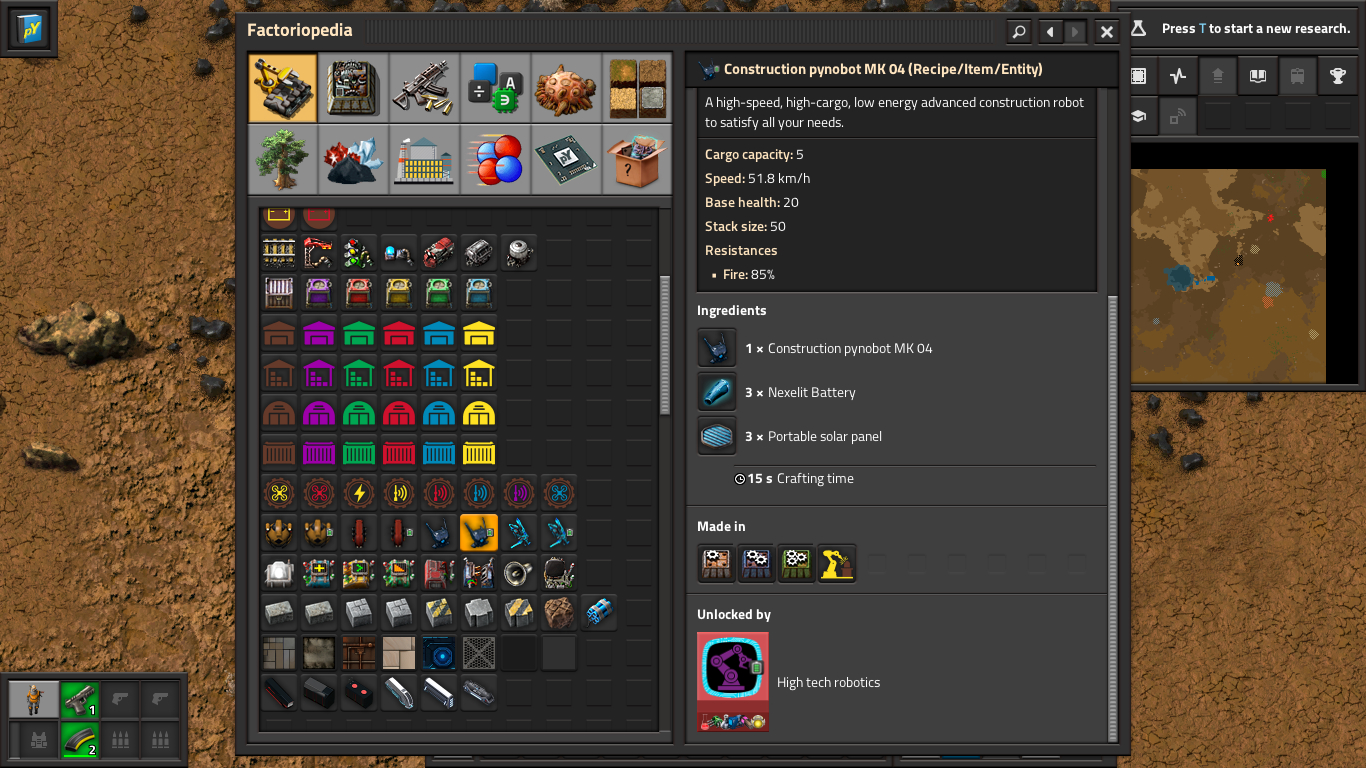 Factoriopedia
Press T to start a new research.
Construction pynobot MK 04 (Recipe/Item/Entity)
A high-speed, high-cargo, low energy advanced construction robot
to satisfy all your needs.
Cargo capacity: 5
Speed: 51.8 km/h
Base health: 20
Stack size: 50
Resistances
▪ Fire: 85%
Ingredients
1 × Construction pynobot MK 04
3 × Nexelit Battery
3 × Portable solar panel
15 s Crafting time
Made in
Unlocked by
High tech robotics
pY
A
÷
pY
?
1
2